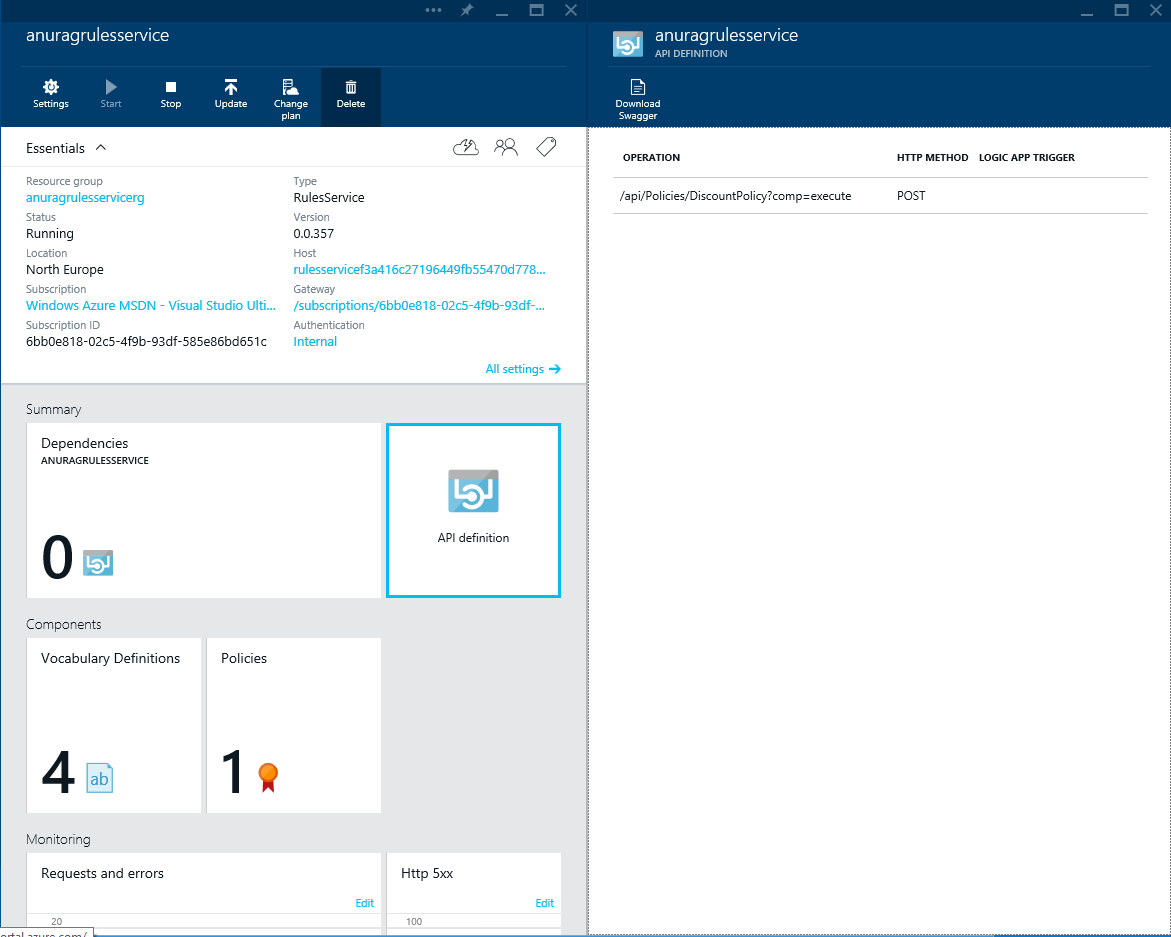 anuragrulesservice
Settings
Start
Stop
Update
Change
plan
Delete
Essentials
Resource group
anuragrulesservicerg
Status
Running
Location
North Europe
Subscription
Windows Azure MSDN - Visual Studio Ulti...
Subscription ID
6bb0e818-02c5-4f9b-93df-585e86bd651c
Type
RulesService
Version
0.0.357
Host
rulesservicef3a416c27196449fb55470d778...
Gateway
/subscriptions/6bb0e818-02c5-4f9b-93df-...
Authentication
Internal
All settings
Summary
Dependencies
ANURAGRULESSERVICE
0
API definition
Components
Vocabulary Definitions
4
ab
Policies
1
Monitoring
Requests and errors
Edit
20
Http 5xx
Edit
100
anuragrulesservice
API DEFINITION
Download
Swagger
OPERATION HTTP METHOD LOGIC APP TRIGGER
/api/Policies/DiscountPolicy?comp=execute POST